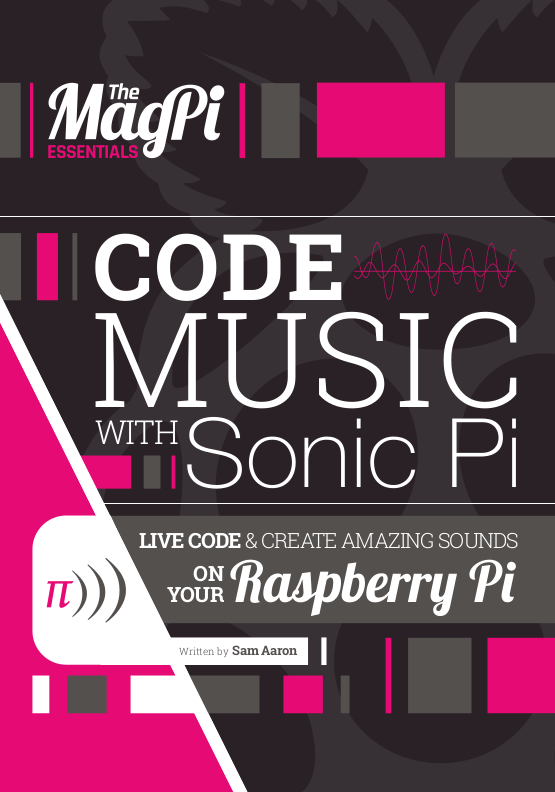 The
MagPi
ESSENTIALS
CODE
MUSIC
WITH Sonic Pi
LIVE CODE & CREATE AMAZING SOUNDS
ON
YOUR Raspberry Pi
π)))
Written by Sam Aaron